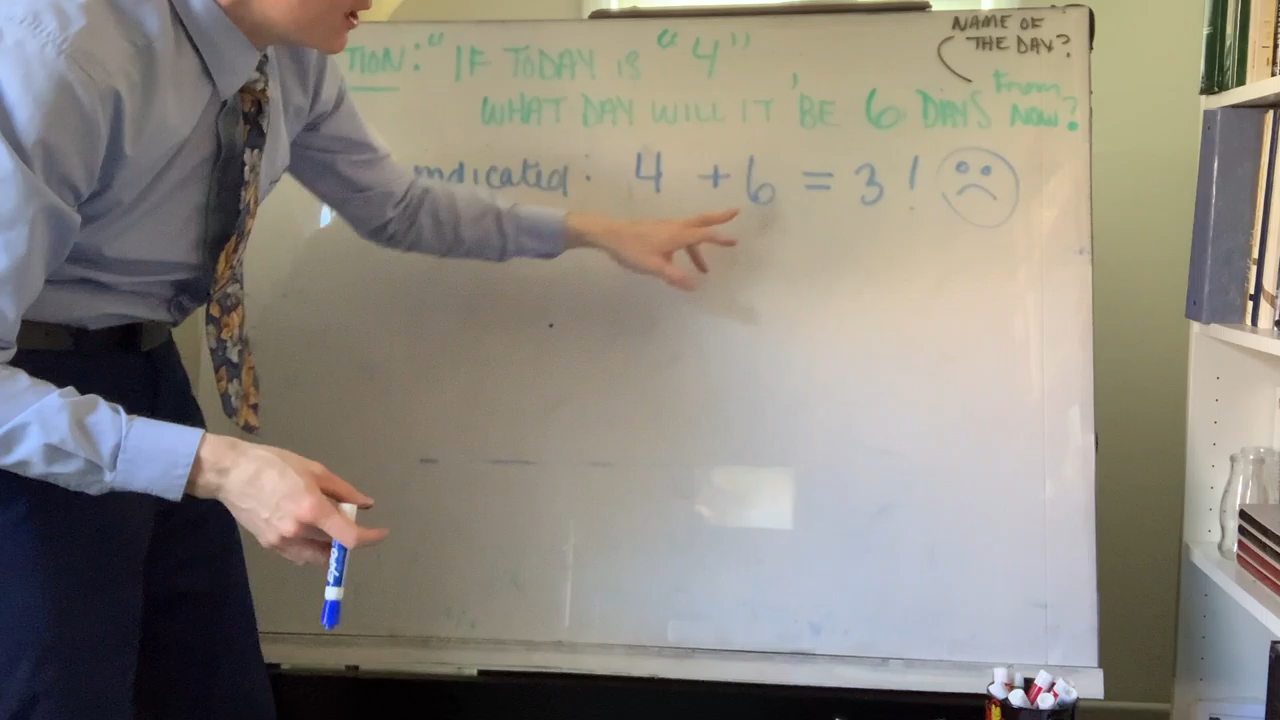 TION: "IF TODAY IS "4",
WHAT DAY WILL IT BE 6 DAYS From Now?
NAME OF
THE DAY?
indicated: 4 + 6 = 3!